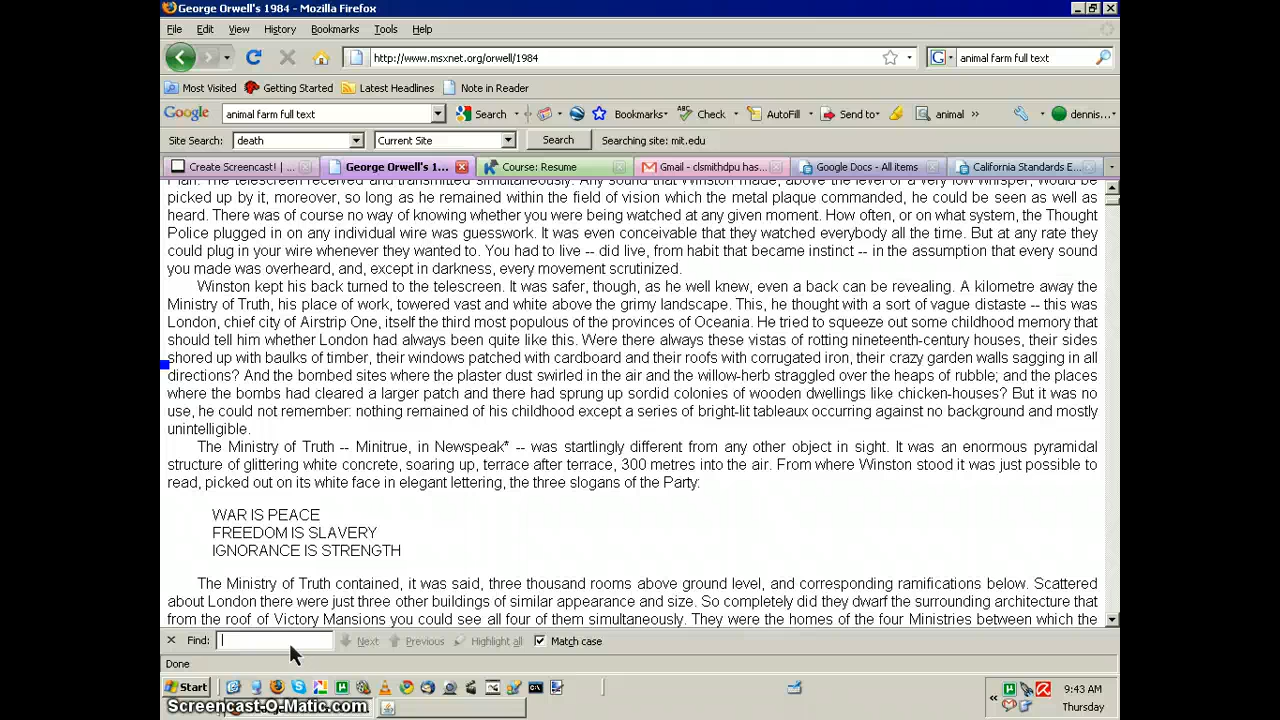 George Orwell's 1984 - Mozilla Firefox
File Edit View History Bookmarks Tools Help
http://www.msxnet.org/orwell/1984 animal farm full text
Most Visited Getting Started Latest Headlines Note in Reader
Google animal farm full text Search Bookmarks Check AutoFill Send to animal » dennis...
Site Search: death Current Site Search Searching site: mit.edu
Create Screencast! | ... George Orwell's 1... Course: Resume Gmail - clsmithdpu has... Google Docs - All items California Standards E...
Plan. The telescreen received and transmitted simultaneously. Any sound that Winston made, above the level of a very low whisper, would be
picked up by it, moreover, so long as he remained within the field of vision which the metal plaque commanded, he could be seen as well as
heard. There was of course no way of knowing whether you were being watched at any given moment. How often, or on what system, the Thought
Police plugged in on any individual wire was guesswork. It was even conceivable that they watched everybody all the time. But at any rate they
could plug in your wire whenever they wanted to. You had to live -- did live, from habit that became instinct -- in the assumption that every sound
you made was overheard, and, except in darkness, every movement scrutinized.
Winston kept his back turned to the telescreen. It was safer, though, as he well knew, even a back can be revealing. A kilometre away the
Ministry of Truth, his place of work, towered vast and white above the grimy landscape. This, he thought with a sort of vague distaste -- this was
London, chief city of Airstrip One, itself the third most populous of the provinces of Oceania. He tried to squeeze out some childhood memory that
should tell him whether London had always been quite like this. Were there always these vistas of rotting nineteenth-century houses, their sides
shored up with baulks of timber, their windows patched with cardboard and their roofs with corrugated iron, their crazy garden walls sagging in all
directions? And the bombed sites where the plaster dust swirled in the air and the willow-herb straggled over the heaps of rubble; and the places
where the bombs had cleared a larger patch and there had sprung up sordid colonies of wooden dwellings like chicken-houses? But it was no
use, he could not remember: nothing remained of his childhood except a series of bright-lit tableaux occurring against no background and mostly
unintelligible.
The Ministry of Truth -- Minitrue, in Newspeak* -- was startlingly different from any other object in sight. It was an enormous pyramidal
structure of glittering white concrete, soaring up, terrace after terrace, 300 metres into the air. From where Winston stood it was just possible to
read, picked out on its white face in elegant lettering, the three slogans of the Party:
WAR IS PEACE
FREEDOM IS SLAVERY
IGNORANCE IS STRENGTH
The Ministry of Truth contained, it was said, three thousand rooms above ground level, and corresponding ramifications below. Scattered
about London there were just three other buildings of similar appearance and size. So completely did they dwarf the surrounding architecture that
from the roof of Victory Mansions you could see all four of them simultaneously. They were the homes of the four Ministries between which the
Find: Next Previous Highlight all Match case
Done
Start « 9:43 AM
Screencast-O-Matic.com Thursday